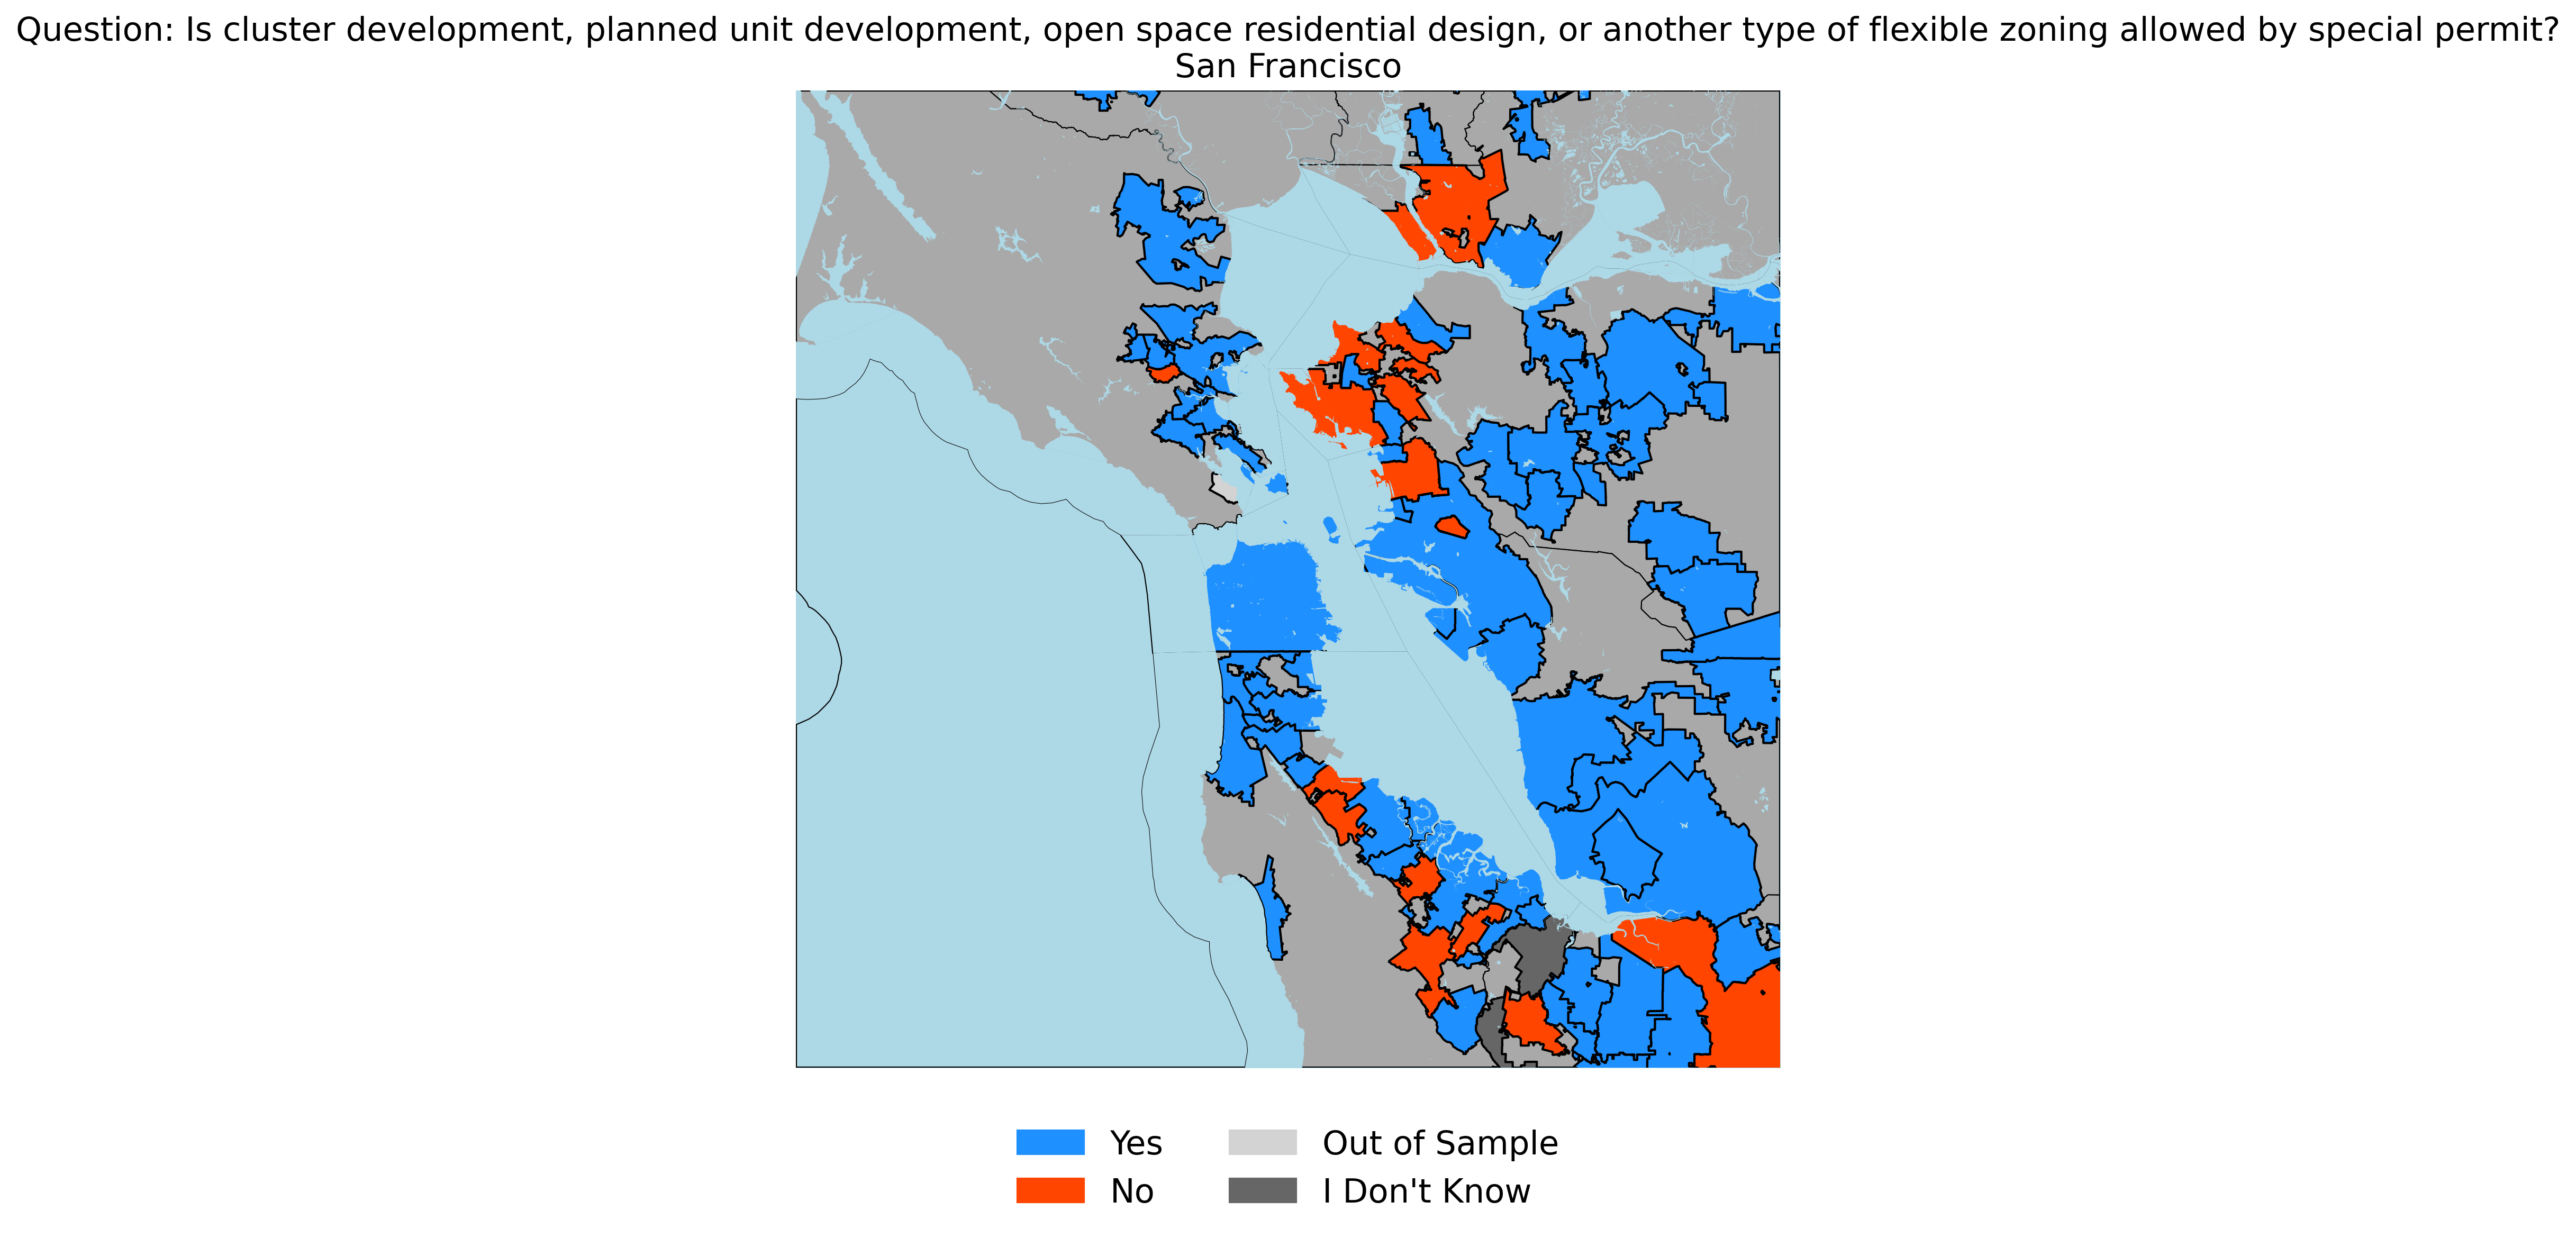 Question: Is cluster development, planned unit development, open space residential design, or another type of flexible zoning allowed by special permit?
San Francisco
Yes
No
Out of Sample
I Don't Know